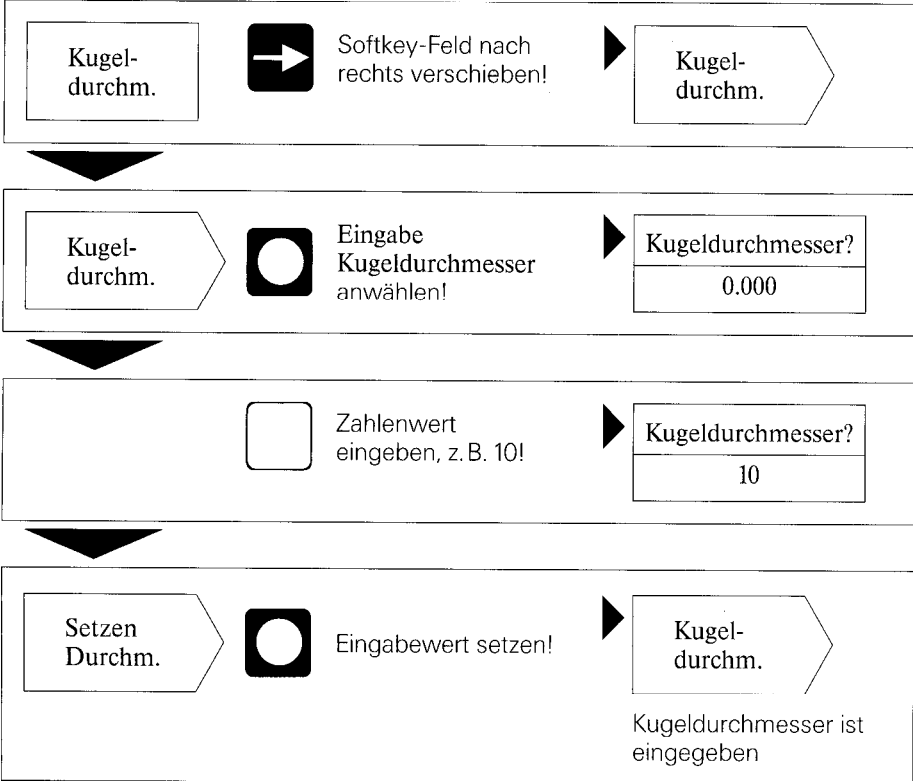 Kugel-
durchm.
Softkey-Feld nach
rechts verschieben!
Kugel-
durchm.
Kugel-
durchm.
Eingabe
Kugeldurchmesser
anwählen!
Kugeldurchmesser?
0.000
Zahlenwert
eingeben, z. B. 10!
Kugeldurchmesser?
10
Setzen
Durchm.
Eingabewert setzen!
Kugel-
durchm.
Kugeldurchmesser ist
eingegeben